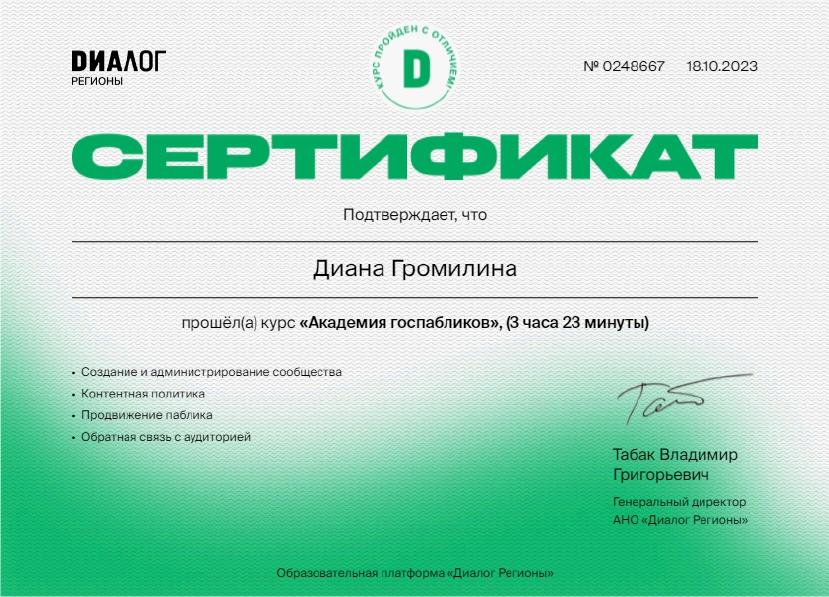 DИАЛОГ
РЕГИОНЫ
КУРС ПРОЙДЕН С ОТЛИЧИЕМ!
D
№ 0248667 18.10.2023
СЕРТИФИКАТ
Подтверждает, что
Диана Громилина
прошёл(а) курс «Академия госпабликов», (3 часа 23 минуты)
• Создание и администрирование сообщества
• Контентная политика
• Продвижение паблика
• Обратная связь с аудиторией
Табак Владимир
Григорьевич
Генеральный директор
АНО «Диалог Регионы»
Образовательная платформа «Диалог Регионы»